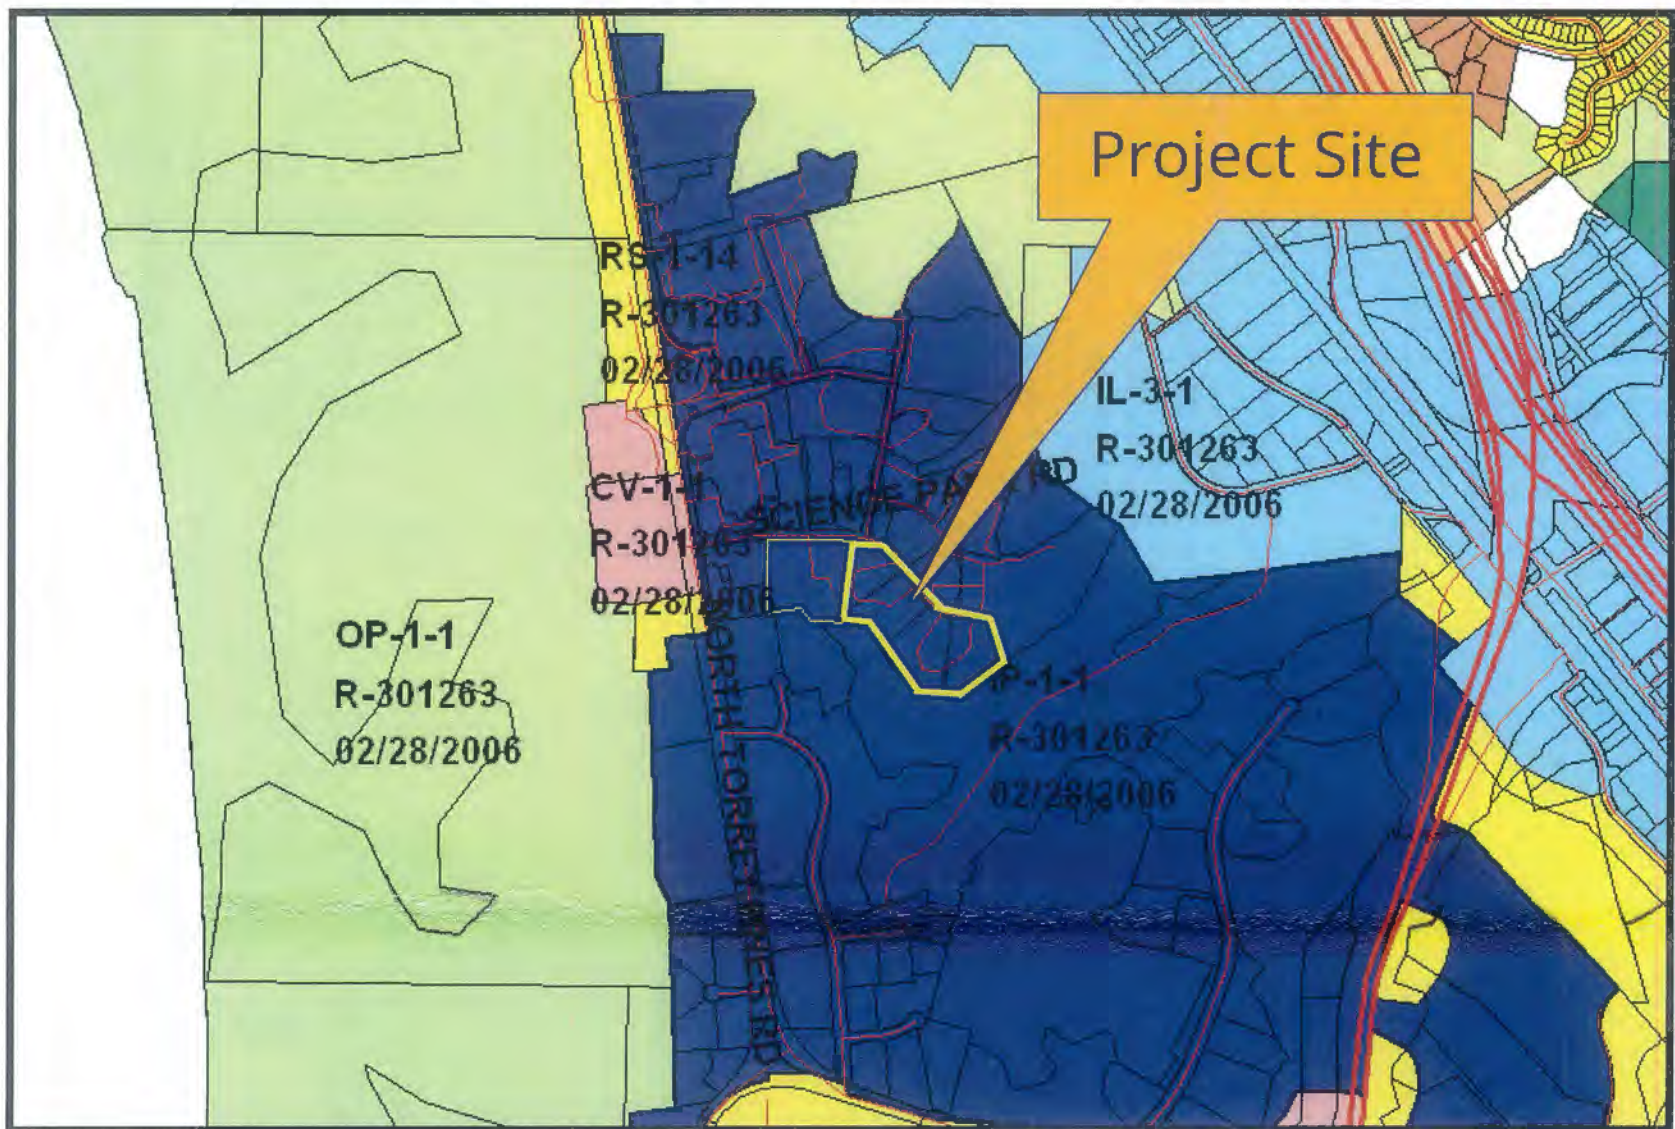 Project Site
RS-1-14
R-301263
02/28/2006
IL-3-1
R-301263
02/28/2006
CV-1-1
R-301263
02/28/2006
SCIENCE PARK RD
OP-1-1
R-301263
02/28/2006
IP-1-1
R-301263
02/28/2006
NORTH TORREY PINES RD